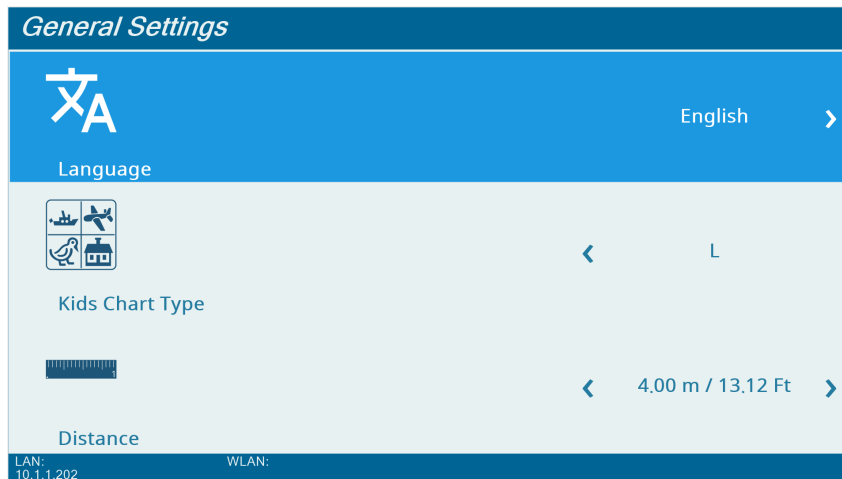 General Settings
English
Language
L
Kids Chart Type
4.00 m / 13.12 Ft
Distance
LAN: WLAN:
10.1.1.202